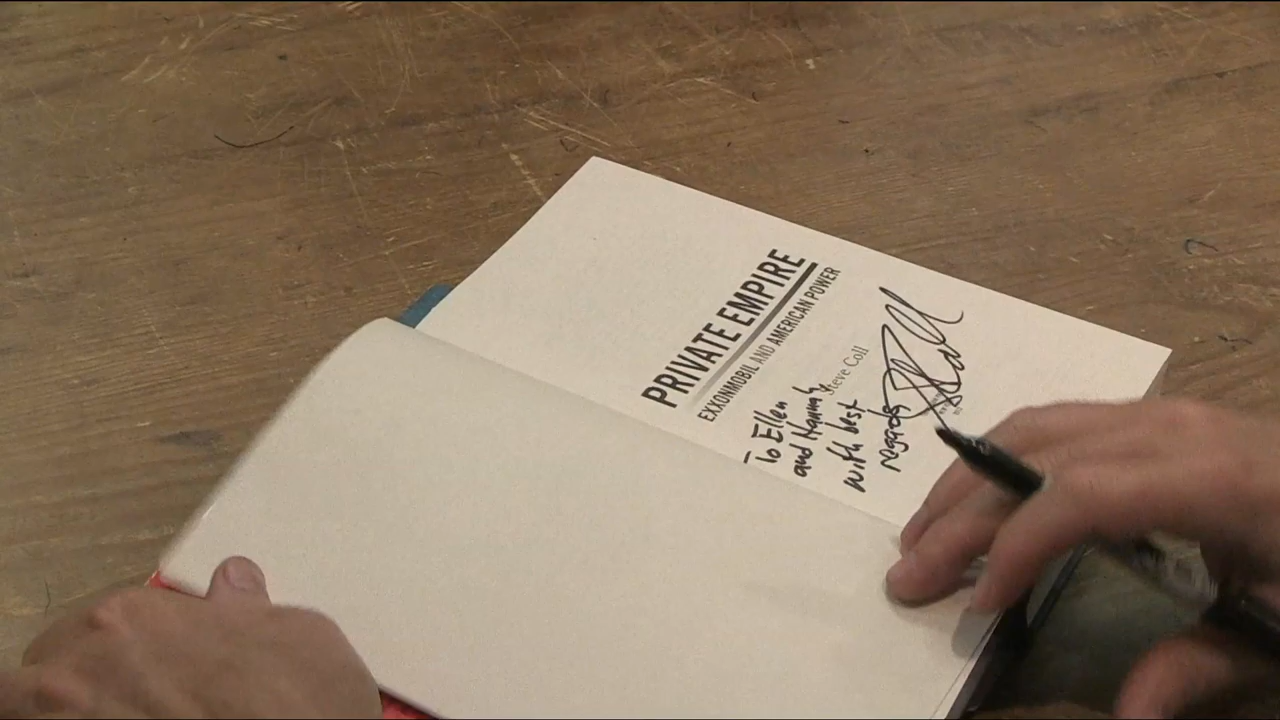 PRIVATE EMPIRE
EXXONMOBIL AND AMERICAN POWER
Steve Coll
To Ellen
and Hannah
with best
regards